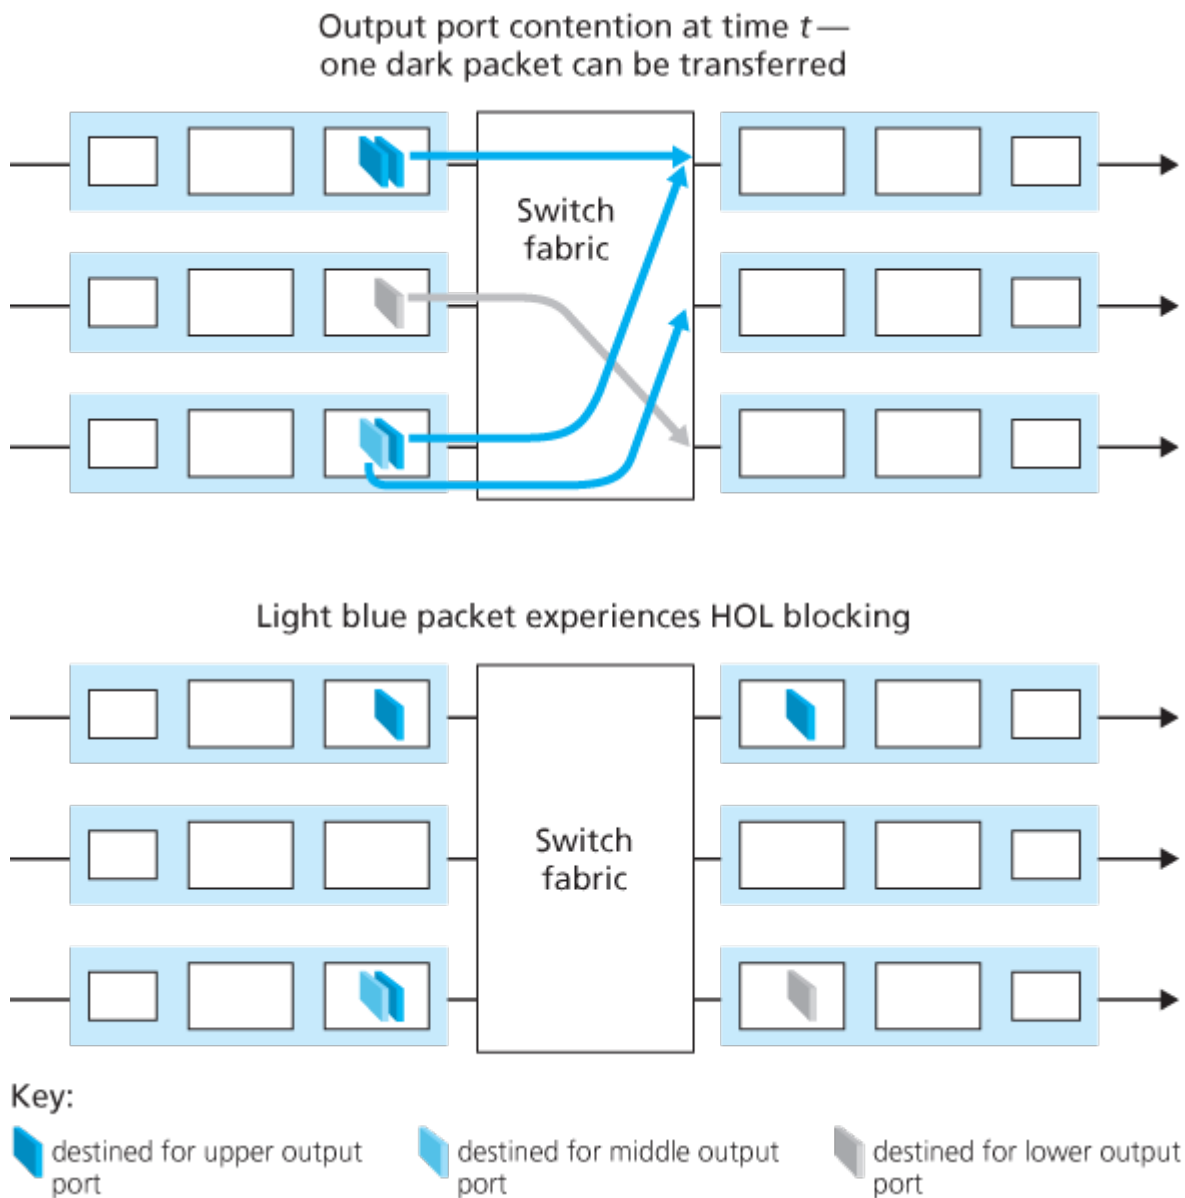 Output port contention at time t—
one dark packet can be transferred
Switch
fabric
Light blue packet experiences HOL blocking
Switch
fabric
Key:
destined for upper output
port
destined for middle output
port
destined for lower output
port